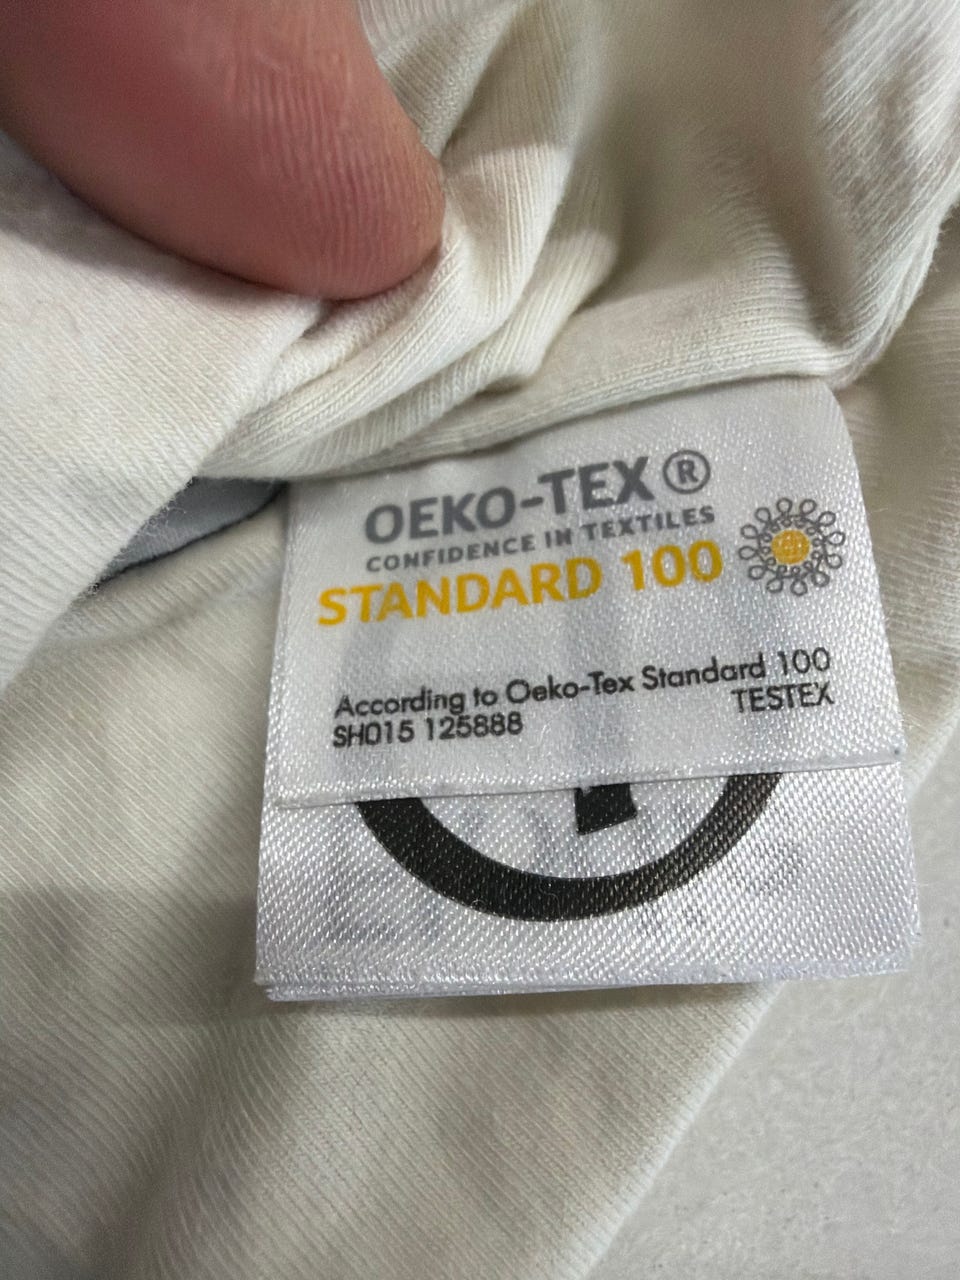 OEKO-TEX®
CONFIDENCE IN TEXTILES
STANDARD 100
According to Oeko-Tex Standard 100
SH015 125888 TESTEX